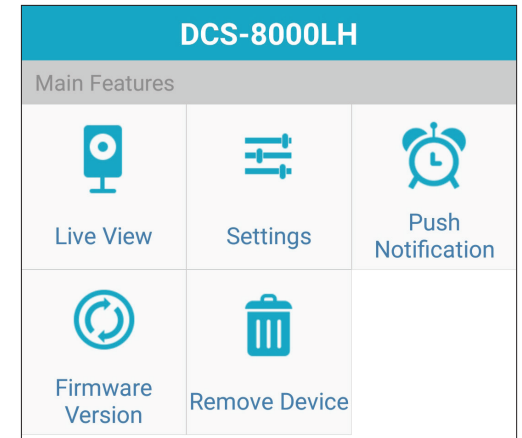 DCS-8000LH
Main Features
Live View
Settings
Push
Notification
Firmware
Version
Remove Device